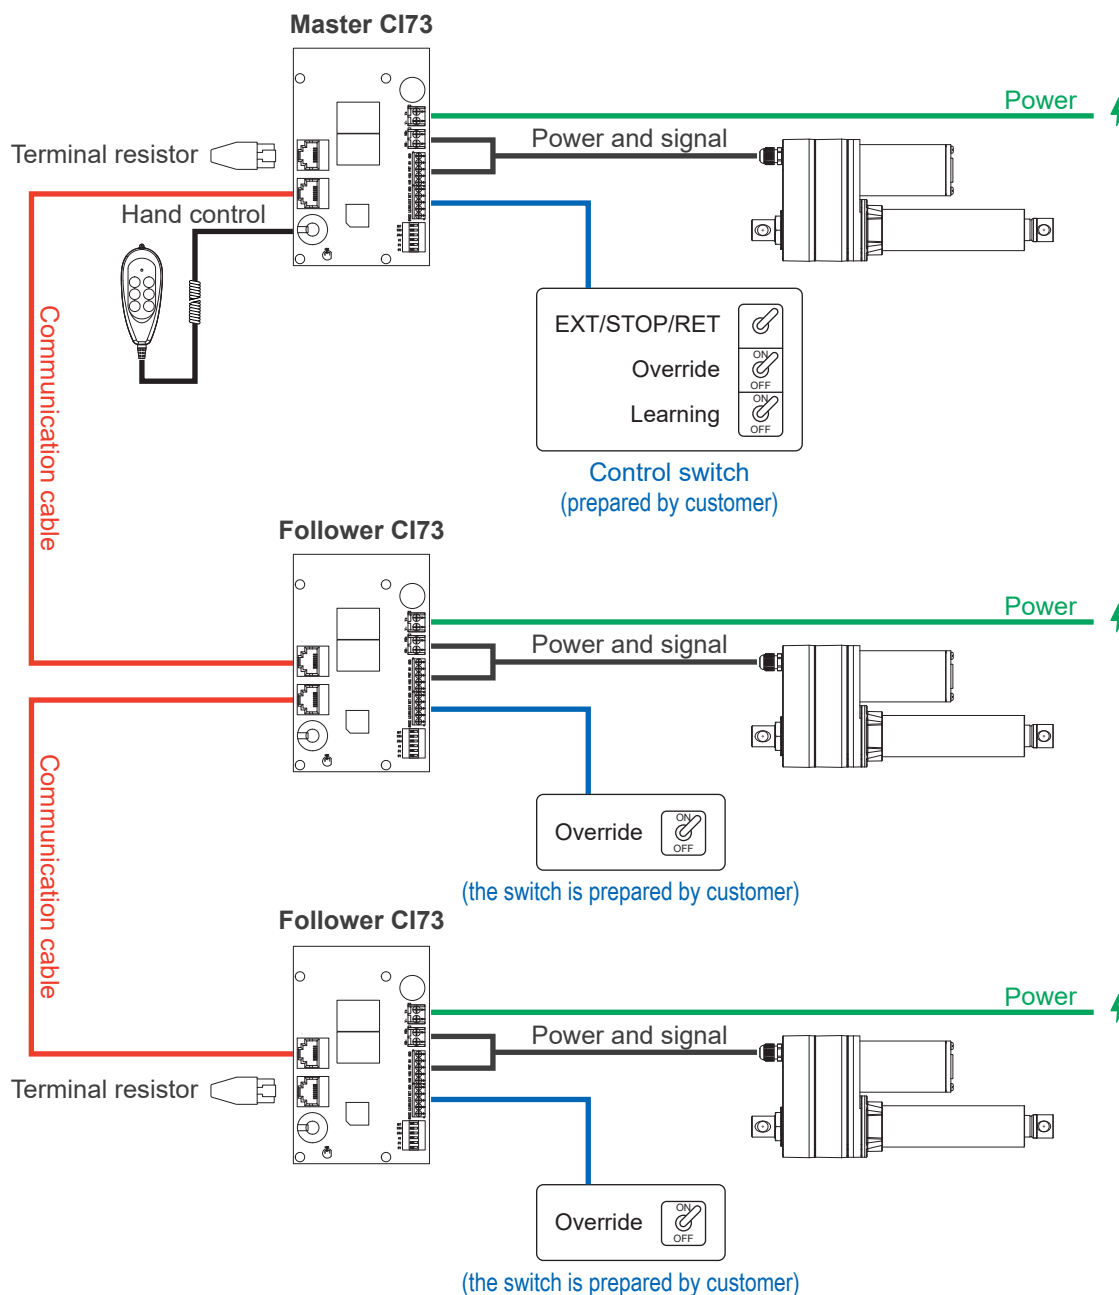 Master CI73
Power
Power and signal
Terminal resistor
Hand control
Communication cable
EXT/STOP/RET
Override
ON
OFF
Learning
ON
OFF
Control switch
(prepared by customer)
Follower CI73
Power
Power and signal
Communication cable
Override
ON
OFF
(the switch is prepared by customer)
Follower CI73
Power
Power and signal
Terminal resistor
Override
ON
OFF
(the switch is prepared by customer)